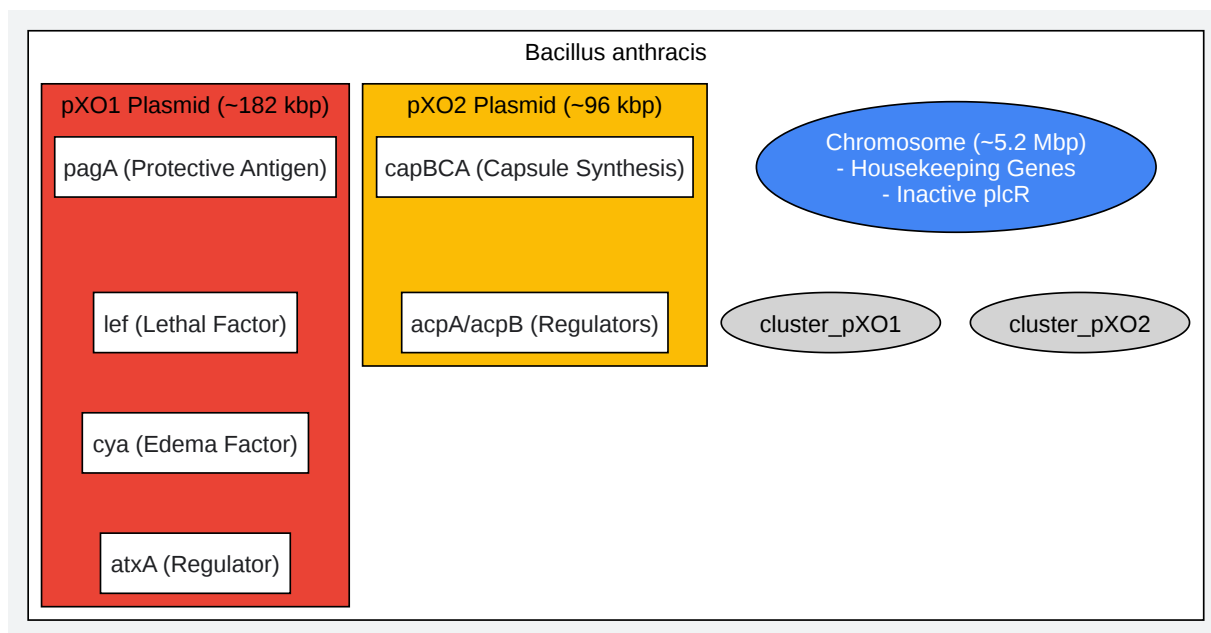 Bacillus anthracis
pXO1 Plasmid (~182 kbp)
pagA (Protective Antigen)
lef (Lethal Factor)
cya (Edema Factor)
atxA (Regulator)
pXO2 Plasmid (~96 kbp)
capBCA (Capsule Synthesis)
acpA/acpB (Regulators)
Chromosome (~5.2 Mbp)
- Housekeeping Genes
- Inactive plcR
cluster_pXO1
cluster_pXO2